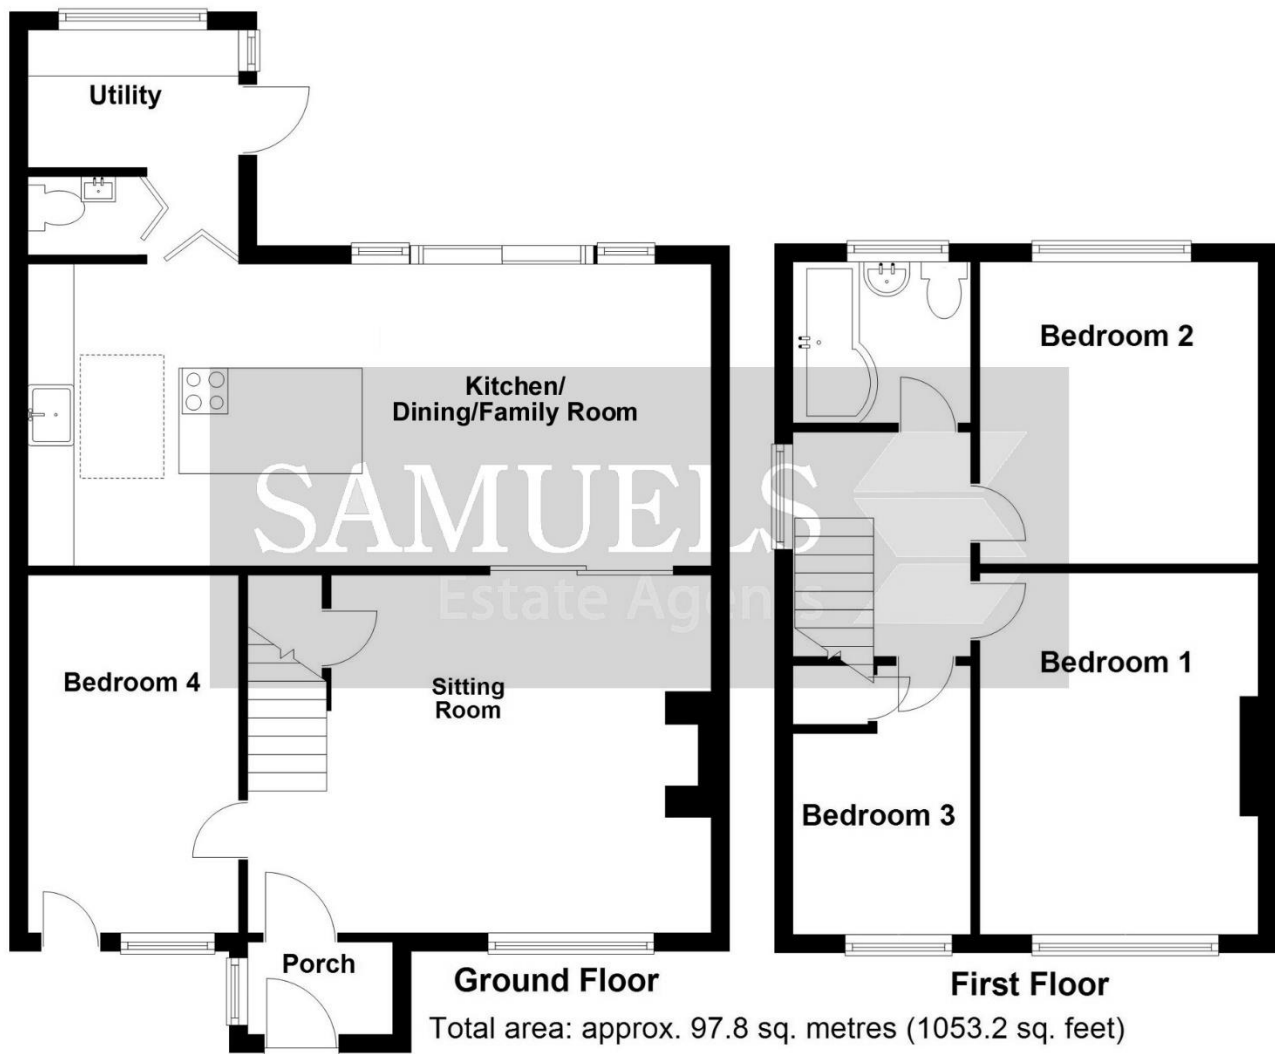 Utility
Kitchen/
Dining/Family Room
SAMUELS
Estate Agents
Bedroom 4
Sitting
Room
Porch
Ground Floor
Bedroom 2
Bedroom 1
Bedroom 3
First Floor
Total area: approx. 97.8 sq. metres (1053.2 sq. feet)